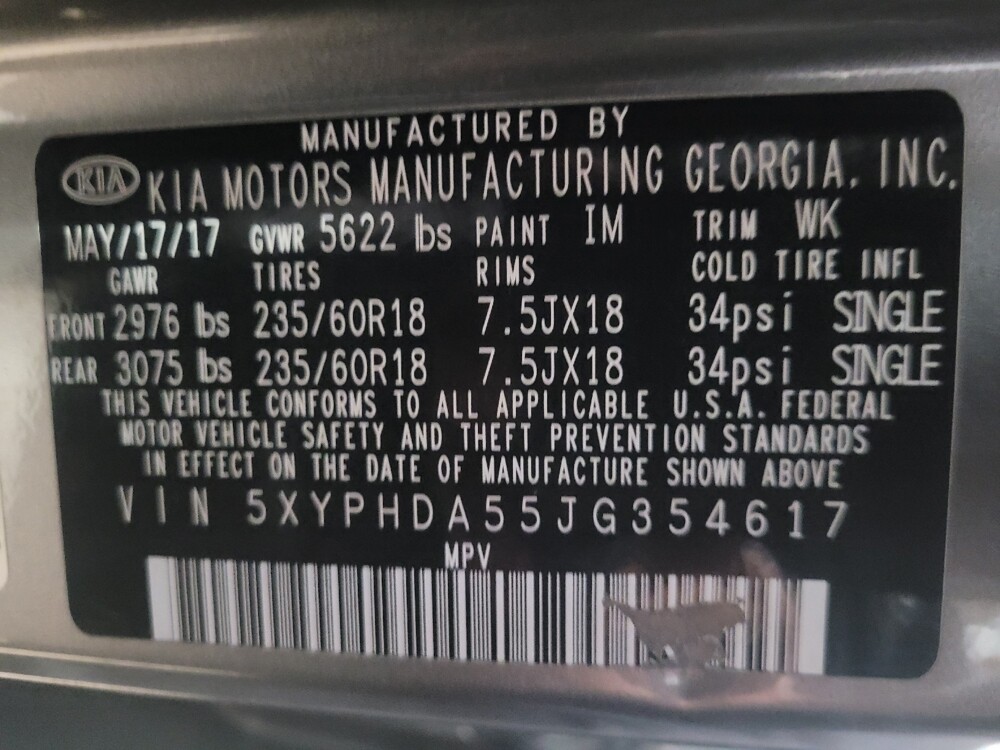 MANUFACTURED BY
KIA KIA MOTORS MANUFACTURING GEORGIA, INC.
MAY/17/17 GVWR 5622 lbs PAINT IM TRIM WK
GAWR TIRES RIMS COLD TIRE INFL
FRONT 2976 lbs 235/60R18 7.5JX18 34psi SINGLE
REAR 3075 lbs 235/60R18 7.5JX18 34psi SINGLE
THIS VEHICLE CONFORMS TO ALL APPLICABLE U.S.A. FEDERAL
MOTOR VEHICLE SAFETY AND THEFT PREVENTION STANDARDS
IN EFFECT ON THE DATE OF MANUFACTURE SHOWN ABOVE
VIN 5XYPHDA55JG354617
MPV